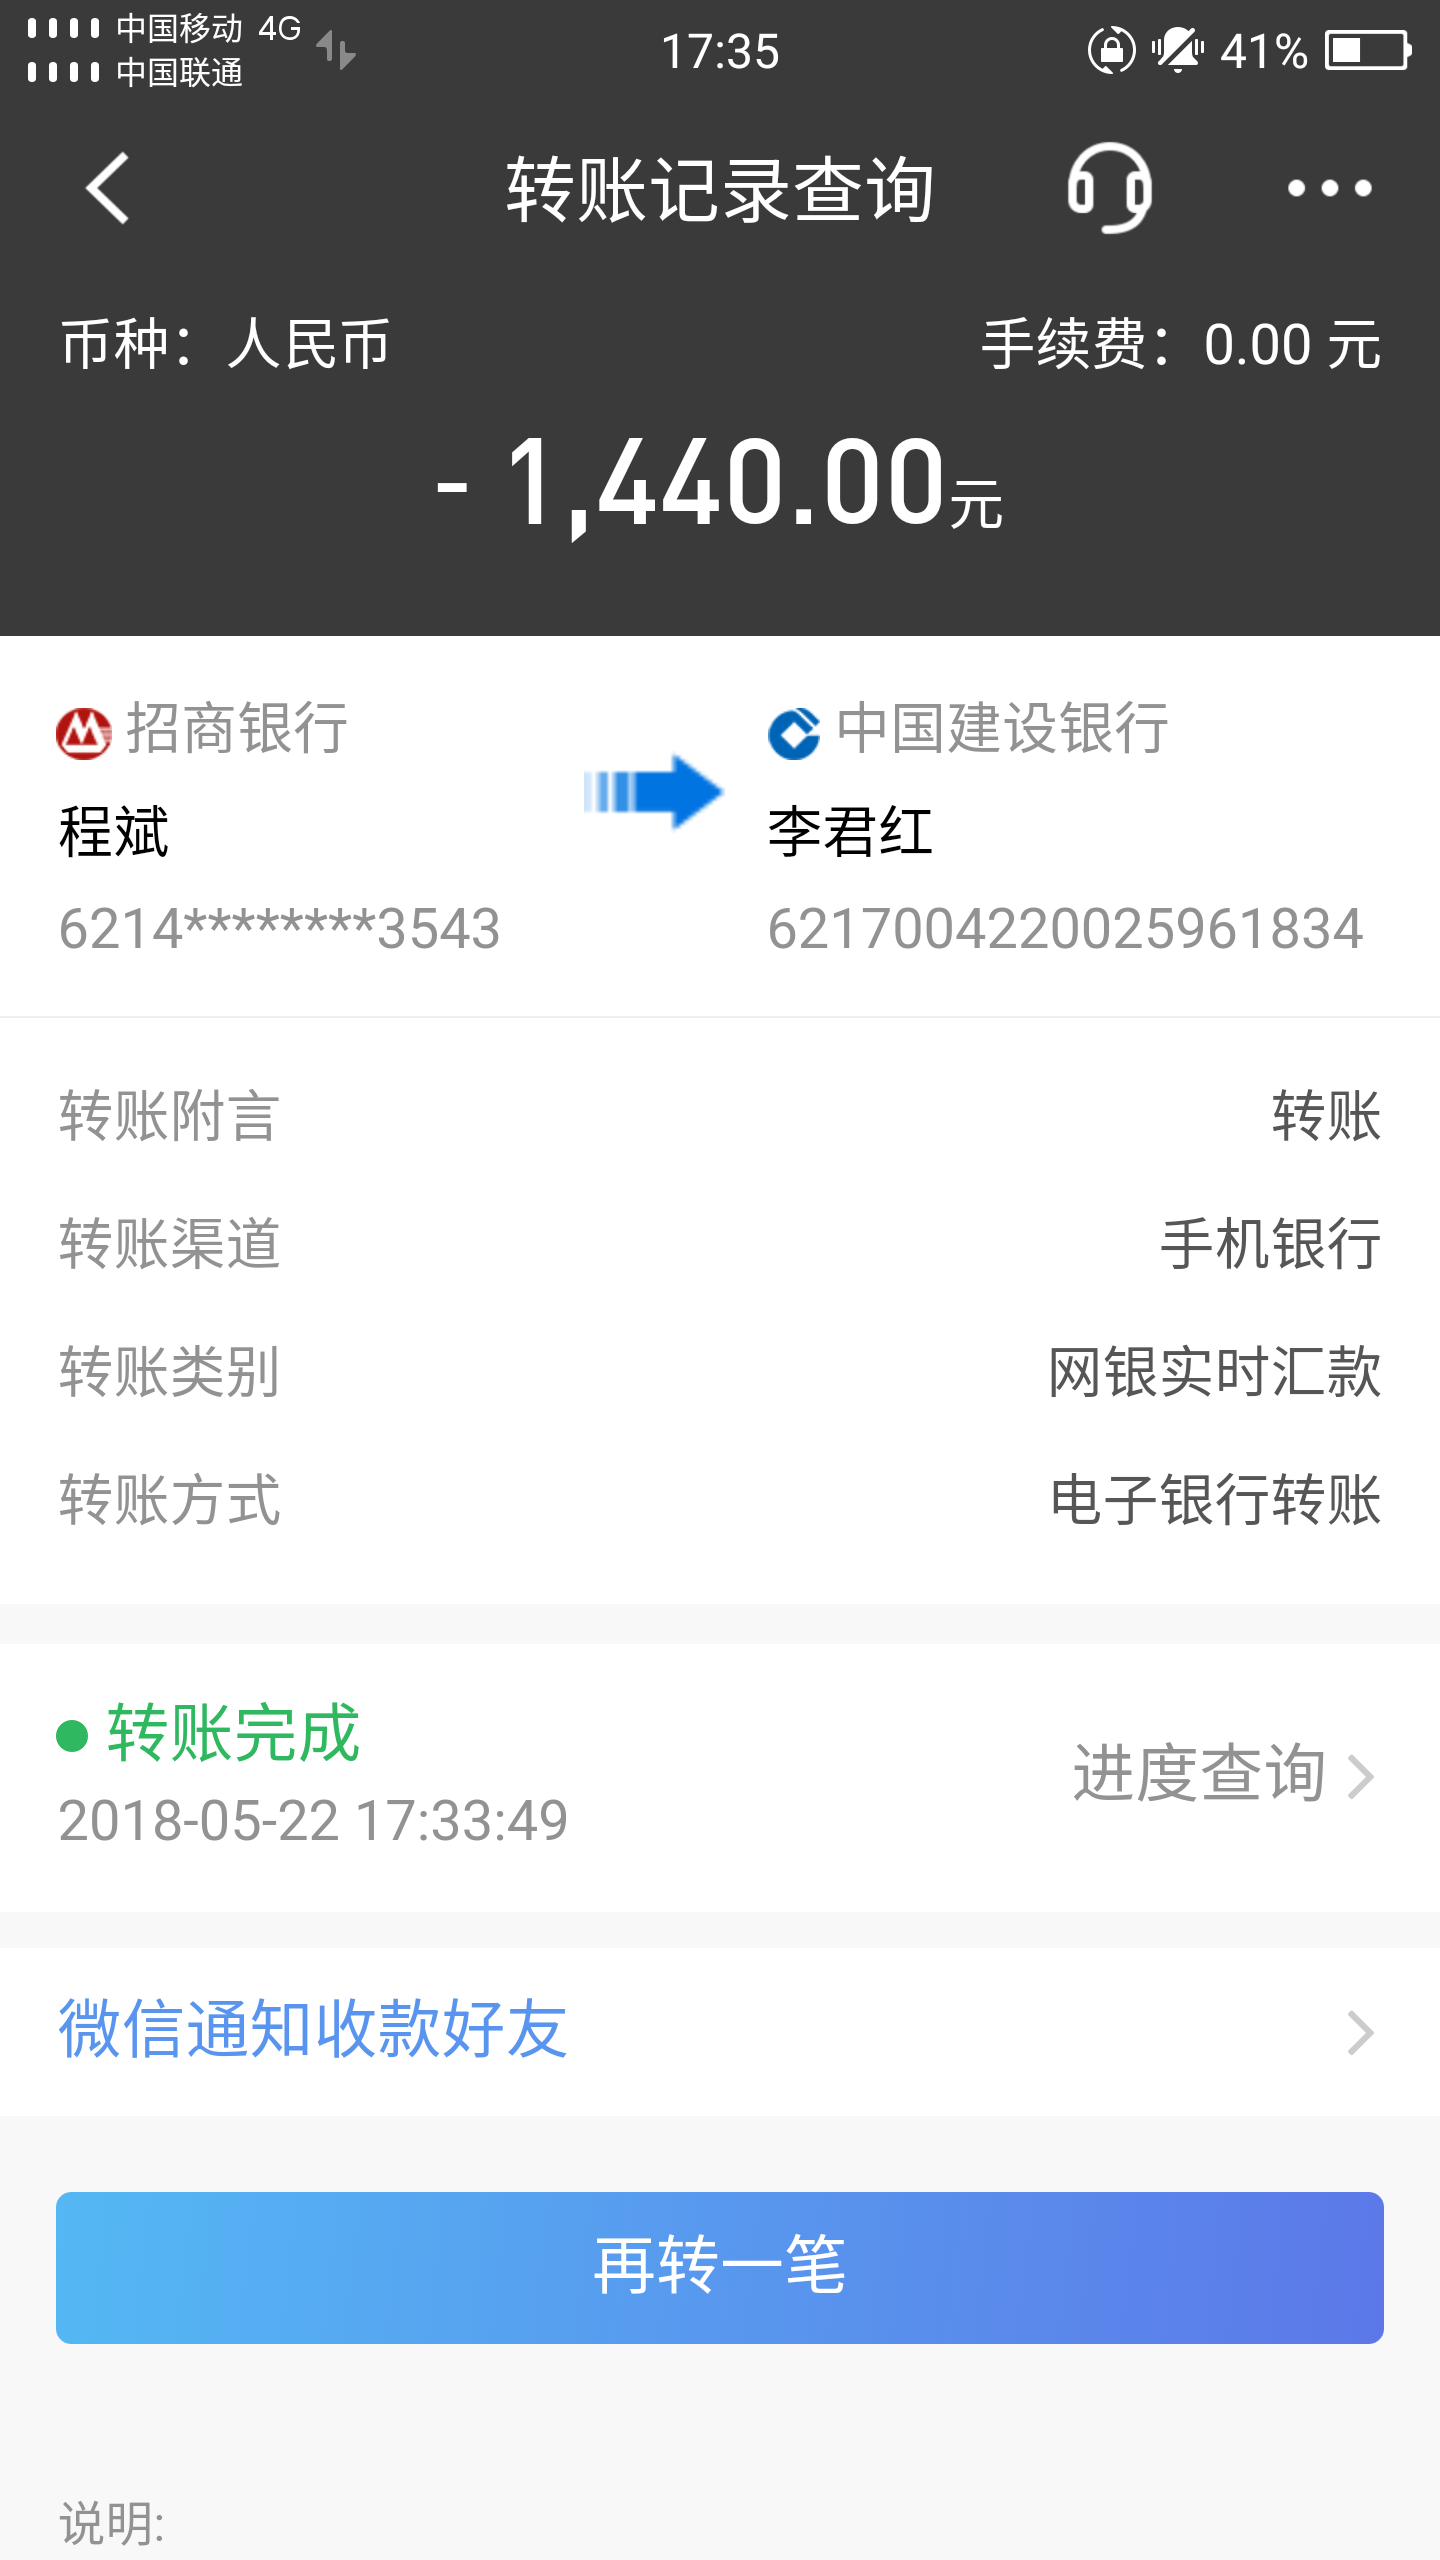 中国移动 4G
中国联通
17:35
41%
转账记录查询
币种：人民币
手续费：0.00 元
- 1,440.00元
招商银行
中国建设银行
程斌
李君红
6214********3543
6217004220025961834
转账附言
转账
转账渠道
手机银行
转账类别
网银实时汇款
转账方式
电子银行转账
转账完成
2018-05-22 17:33:49
进度查询
微信通知收款好友
再转一笔
说明: